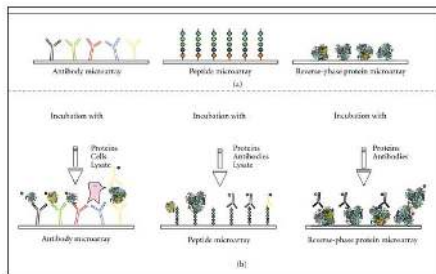 Antibody microarray
Peptide microarray
Reverse-phase protein microarray
(a)
Incubation with
Incubation with
Incubation with
Proteins
Cells
Lysate
Proteins
Antibodies
Lysate
Proteins
Antibodies
Antibody microarray
Peptide microarray
Reverse-phase protein microarray
(b)